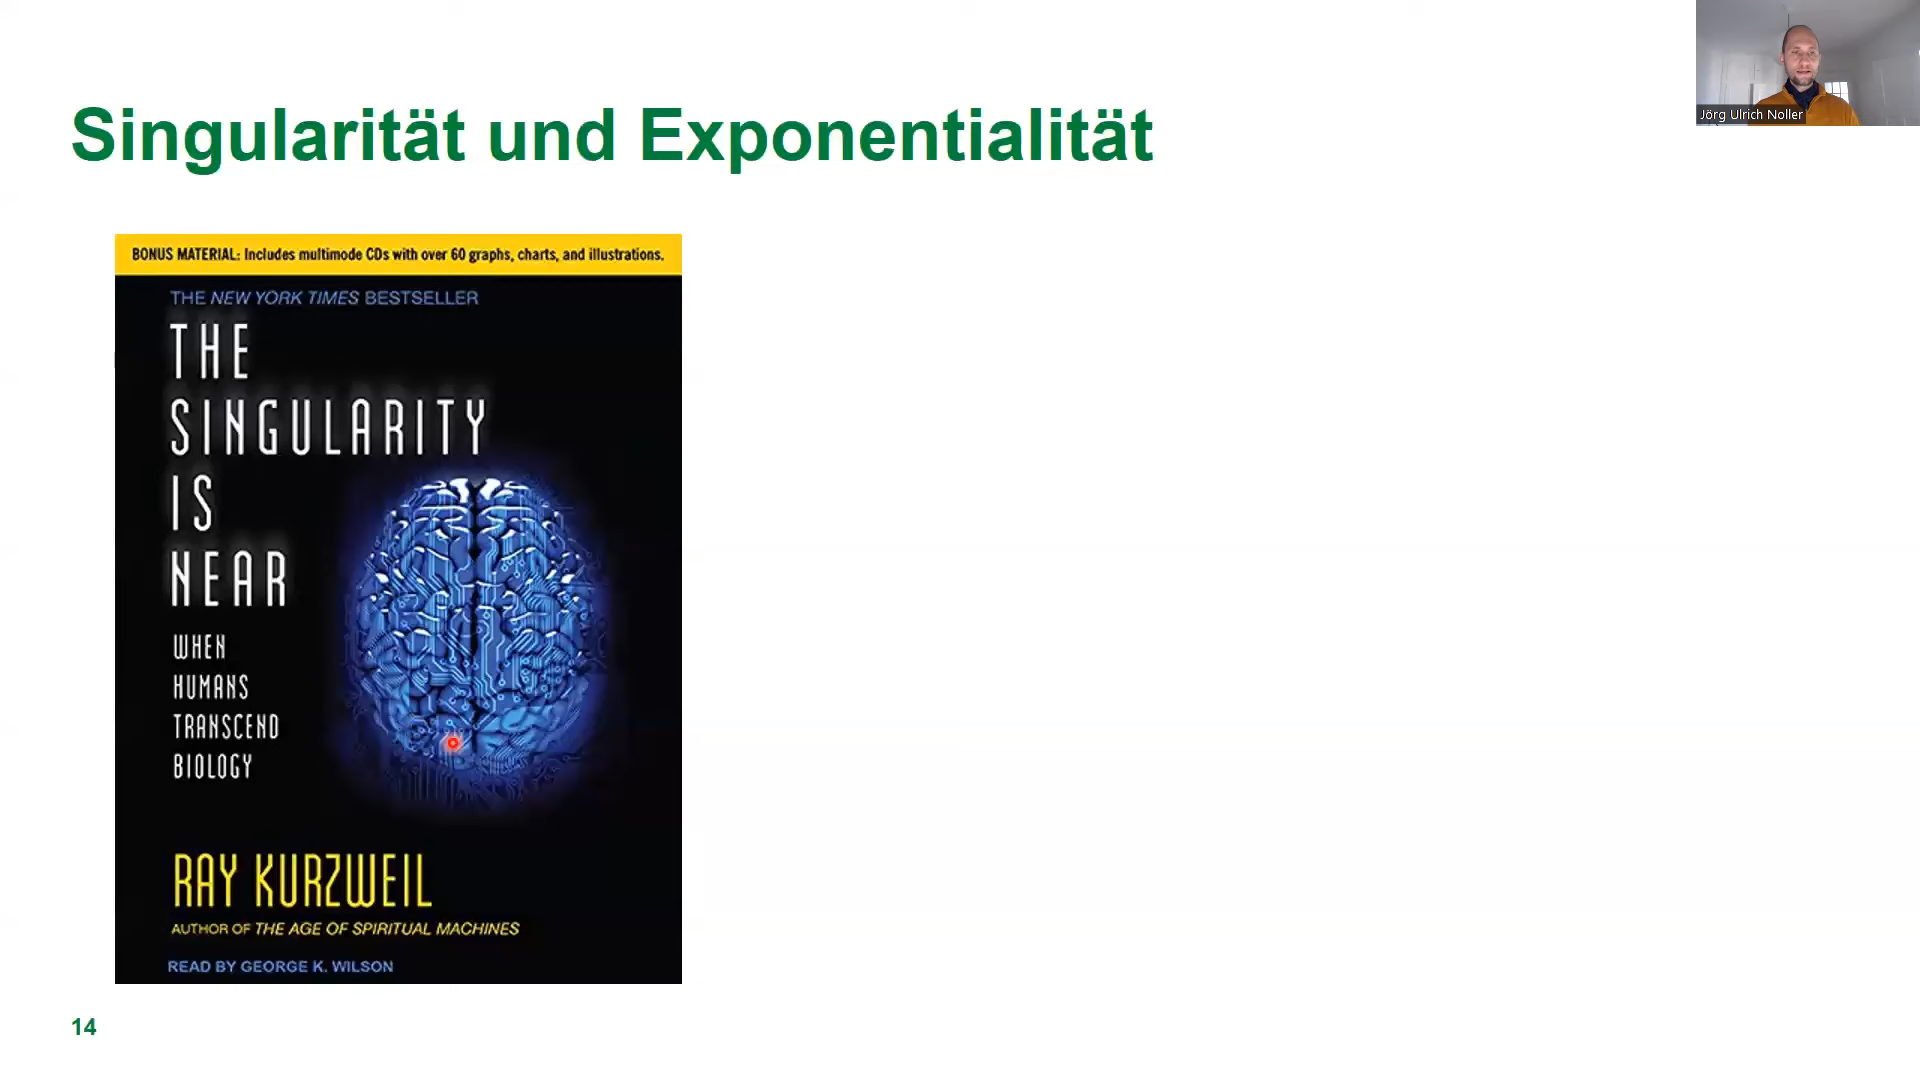 Singularität und Exponentialität
Jörg Ulrich Noller
BONUS MATERIAL: Includes multimode CDs with over 60 graphs, charts, and illustrations.
THE NEW YORK TIMES BESTSELLER
THE
SINGULARITY
IS
NEAR
WHEN
HUMANS
TRANSCEND
BIOLOGY
RAY KURZWEIL
AUTHOR OF THE AGE OF SPIRITUAL MACHINES
READ BY GEORGE K. WILSON
14